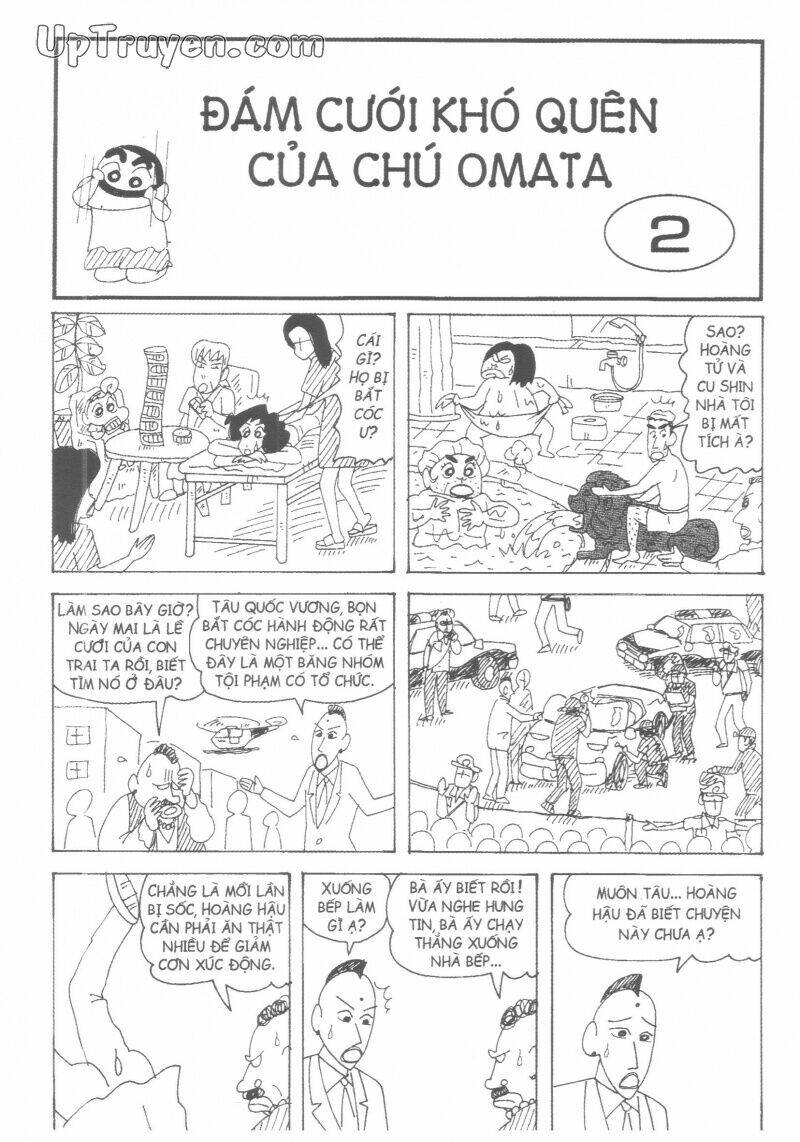 UpTruyen.com
ĐÁM CƯỚI KHÓ QUÊN
CỦA CHÚ OMATA
2
SAO?
HOÀNG
TỬ VÀ
CU SHIN
NHÀ TÔI
BỊ MẤT
TÍCH À?
CÁI
GÌ?
HỌ BỊ
BẮT
CÓC
Ư?
TÂU QUỐC VƯƠNG, BỌN
BẮT CÓC HÀNH ĐỘNG RẤT
CHUYÊN NGHIỆP... CÓ THỂ
ĐÂY LÀ MỘT BĂNG NHÓM
TỘI PHẠM CÓ TỔ CHỨC.
LÀM SAO BÂY GIỜ?
NGÀY MAI LÀ LỄ
CƯỚI CỦA CON
TRAI TA RỒI, BIẾT
TÌM NÓ Ở ĐÂU?
MUÔN TÂU... HOÀNG
HẬU ĐÃ BIẾT CHUYỆN
NÀY CHƯA Ạ?
BÀ ẤY BIẾT RỒI!
VỪA NGHE HUNG
TIN, BÀ ẤY CHẠY
THẲNG XUỐNG
NHÀ BẾP...
XUỐNG
BẾP LÀM
GÌ Ạ?
CHẲNG LÀ MỖI LẦN
BỊ SỐC, HOÀNG HẬU
CẦN PHẢI ĂN THẬT
NHIỀU ĐỂ GIẢM
CƠN XÚC ĐỘNG.